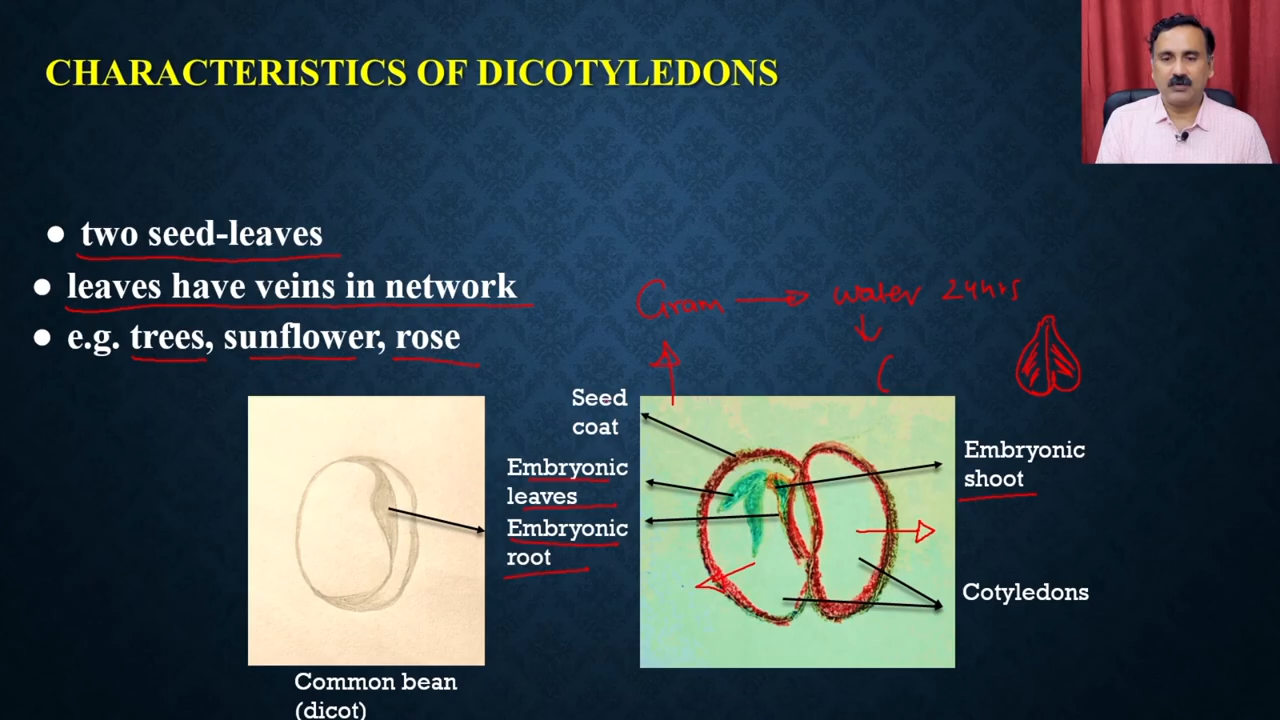 CHARACTERISTICS OF DICOTYLEDONS
● two seed-leaves
● leaves have veins in network
● e.g. trees, sunflower, rose
Gram → water 24hrs
Seed
coat
Embryonic
leaves
Embryonic
root
Embryonic
shoot
Cotyledons
Common bean
(dicot)